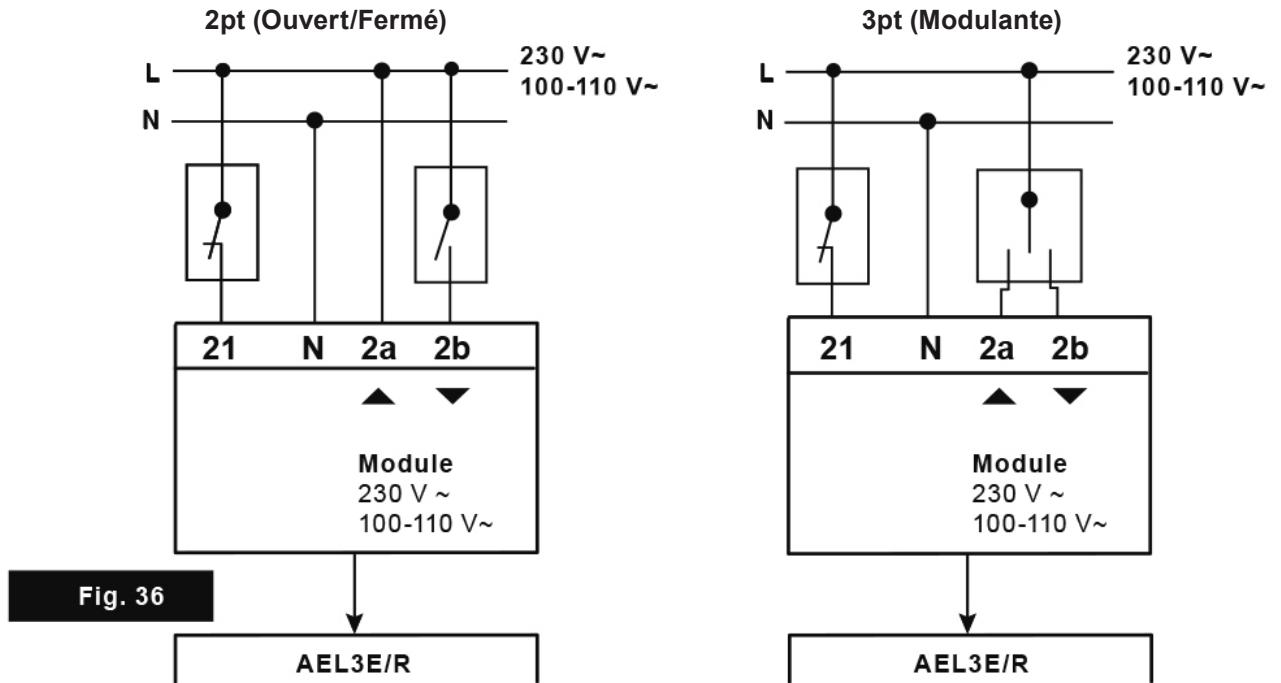 2pt (Ouvert/Fermé)
L
230 V~
100-110 V~
N
21 N 2a 2b
Module
230 V ~
100-110 V~
AEL3E/R
3pt (Modulante)
L
230 V~
100-110 V~
N
21 N 2a 2b
Module
230 V ~
100-110 V~
AEL3E/R
Fig. 36